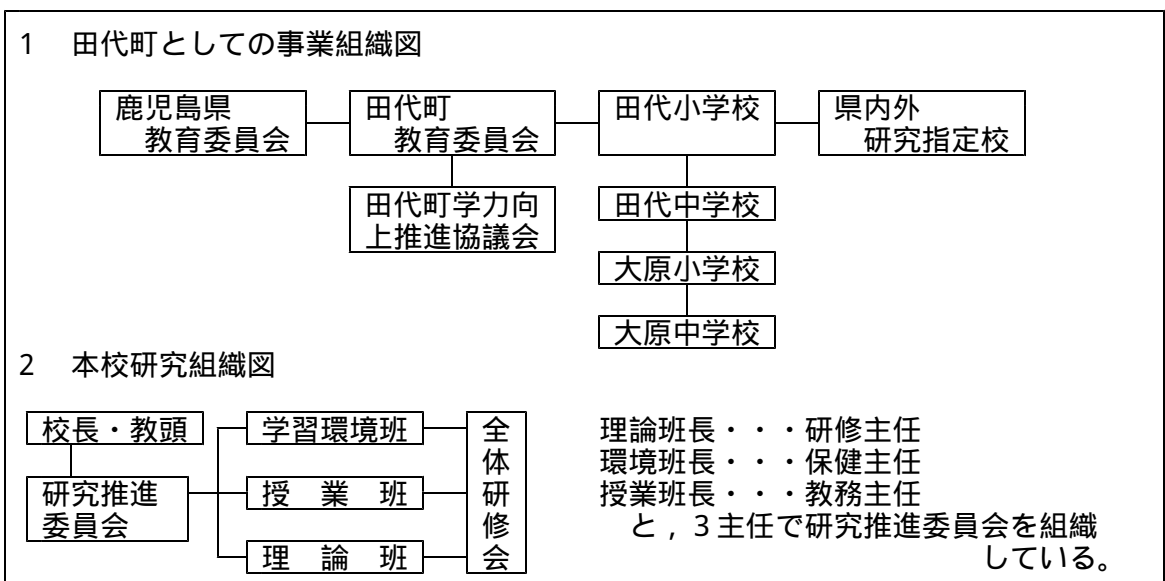 1　田代町としての事業組織図
鹿児島県
教育委員会
田代町
教育委員会
田代小学校
県内外
研究指定校
田代町学力向
上推進協議会
田代中学校
大原小学校
大原中学校
2　本校研究組織図
校長・教頭
研究推進
委員会
学習環境班
授　業　班
理　論　班
全
体
研
修
会
理論班長・・・研修主任
環境班長・・・保健主任
授業班長・・・教務主任
と，3主任で研究推進委員会を組織
している。